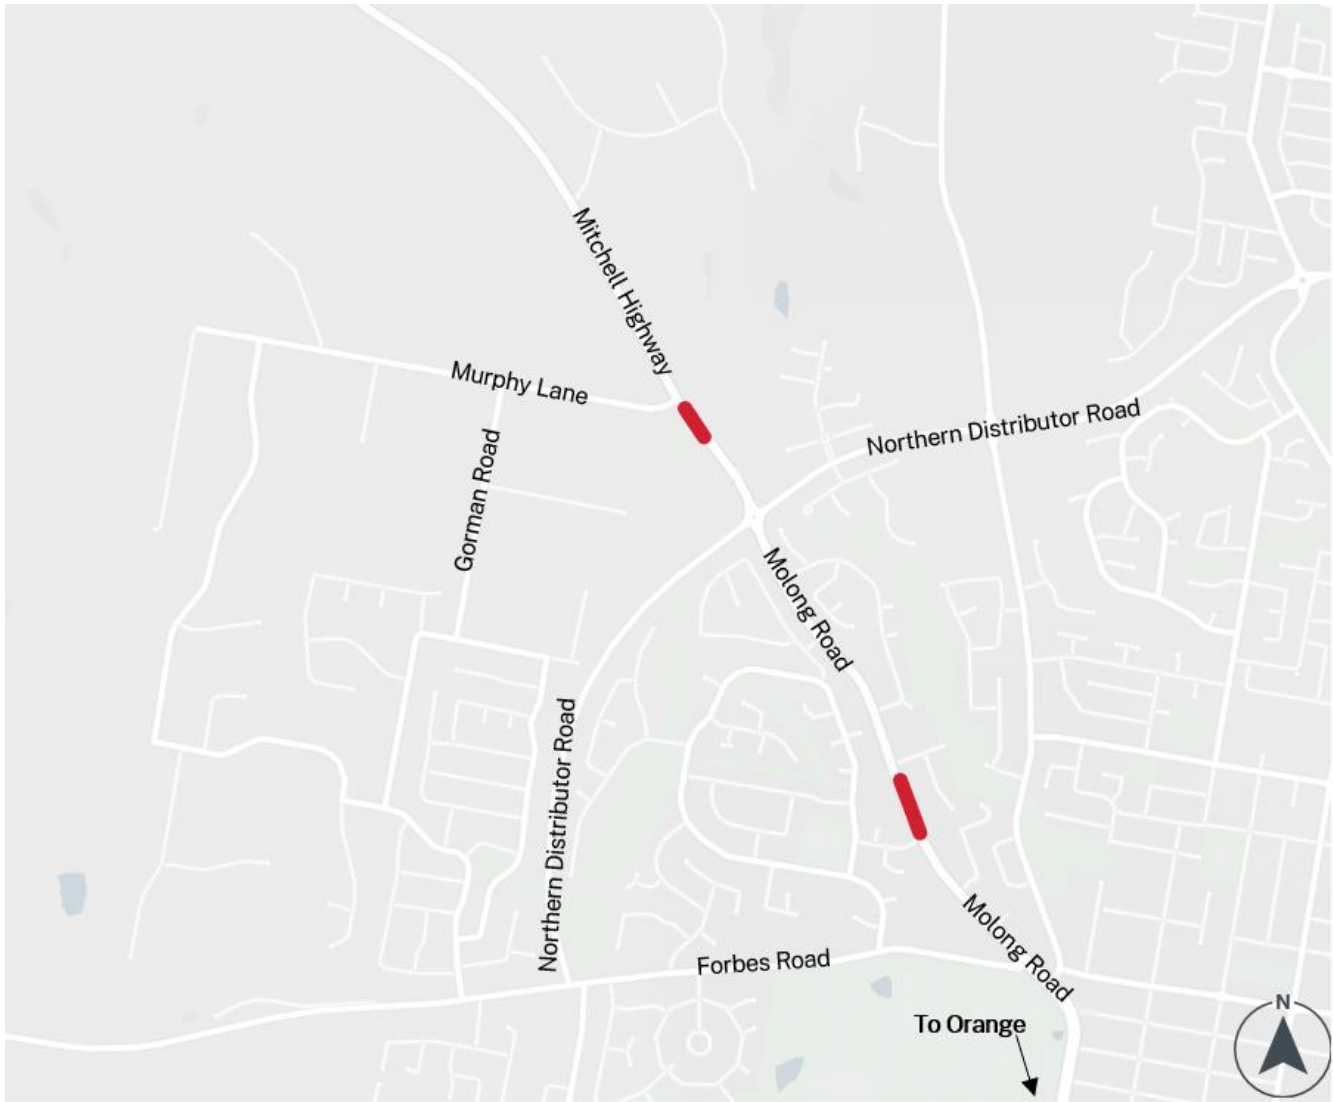 Mitchell Highway
Murphy Lane
Northern Distributor Road
Gorman Road
Molong Road
Northern Distributor Road
Molong Road
Forbes Road
To Orange
N